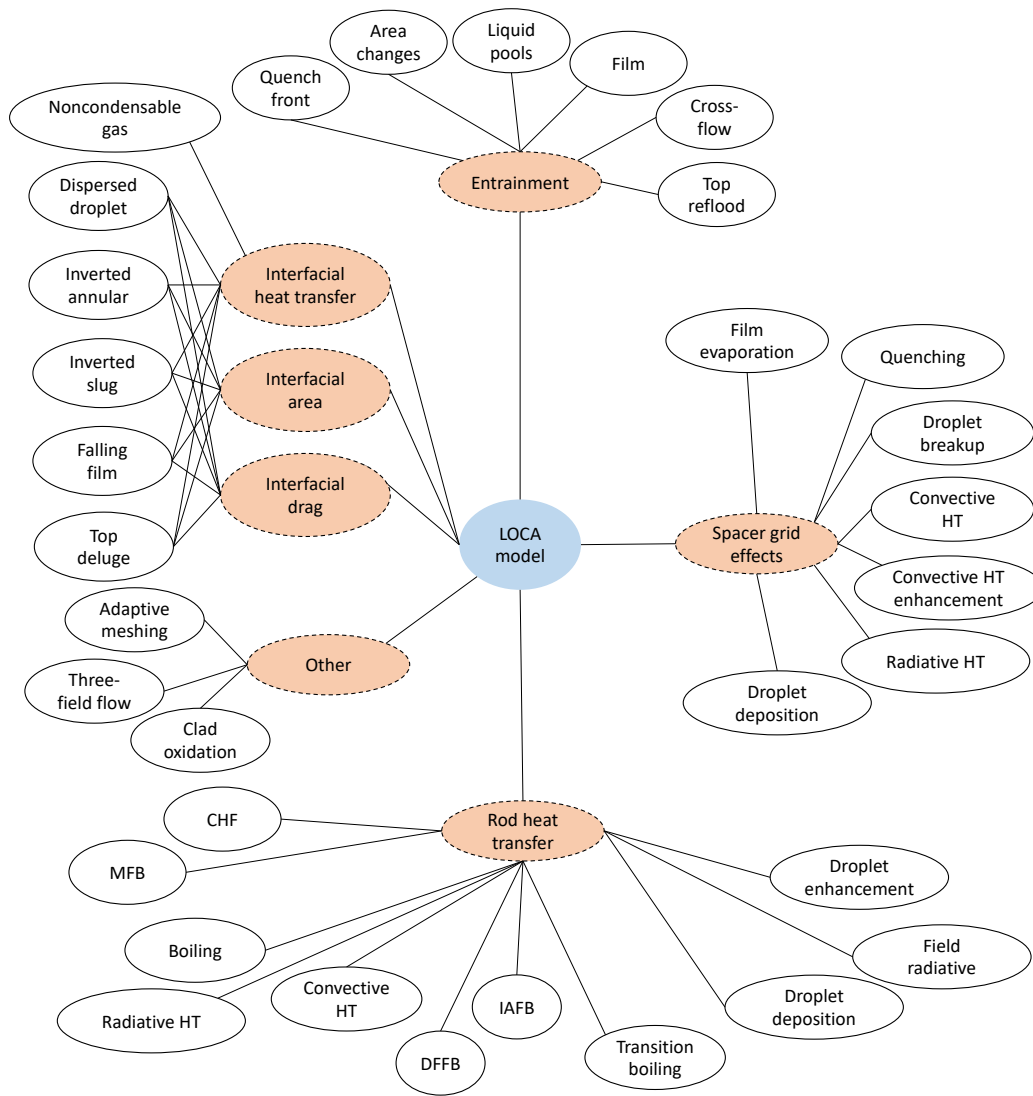 Area
changes
Liquid
pools
Film
Quench
front
Cross-
flow
Noncondensable
gas
Entrainment
Top
reflood
Dispersed
droplet
Inverted
annular
Inverted
slug
Falling
film
Top
deluge
Interfacial
heat transfer
Interfacial
area
Interfacial
drag
LOCA
model
Film
evaporation
Quenching
Droplet
breakup
Convective
HT
Spacer grid
effects
Convective HT
enhancement
Radiative HT
Droplet
deposition
Adaptive
meshing
Three-
field flow
Clad
oxidation
Other
CHF
MFB
Rod heat
transfer
Boiling
Radiative HT
Convective
HT
DFFB
IAFB
Transition
boiling
Droplet
deposition
Field
radiative
Droplet
enhancement